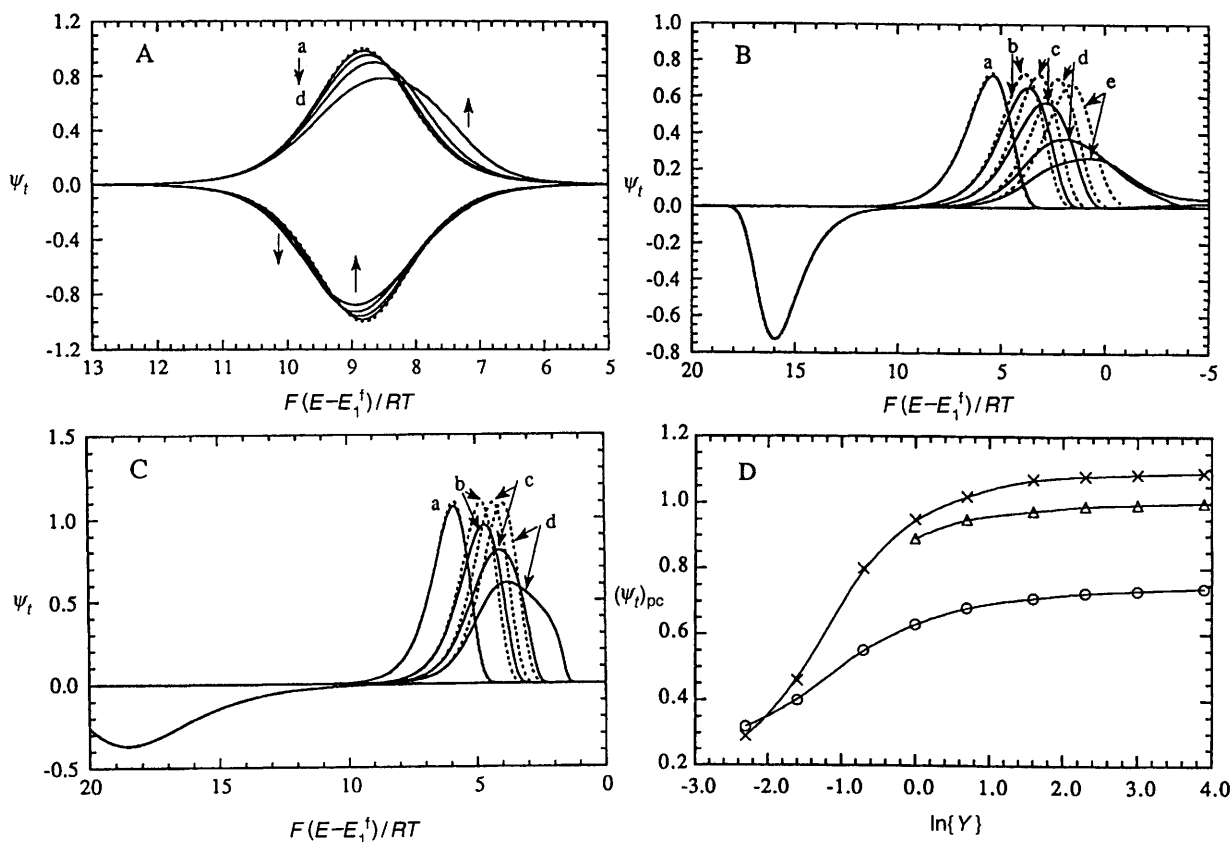 A
a
d
1.2
0.8
0.4
0.0
-0.4
-0.8
-1.2
ψt
13 12 11 10 9 8 7 6 5
F(E−E₁ᶠ)/RT
B
a b c d e
1.0
0.8
0.6
0.4
0.2
0.0
-0.2
-0.4
-0.6
-0.8
ψt
20 15 10 5 0 -5
F(E−E₁ᶠ)/RT
C
a b c d
1.5
1.0
0.5
0.0
-0.5
ψt
20 15 10 5 0
F(E−E₁ᶠ)/RT
D
1.2
1.0
0.8
0.6
0.4
0.2
(ψt)pc
-3.0 -2.0 -1.0 0.0 1.0 2.0 3.0 4.0
ln{Y}